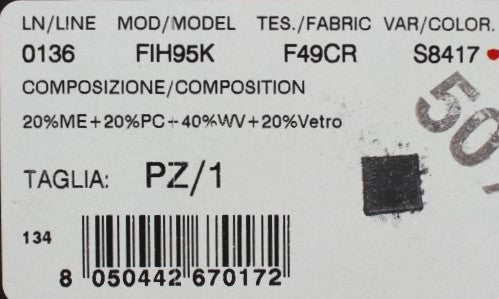 LN/LINE MOD/MODEL TES./FABRIC VAR/COLOR.
0136 FIH95K F49CR S8417
COMPOSIZIONE/COMPOSITION
20%ME+20%PC+40%WV+20%Vetro
TAGLIA: PZ/1
507
134
8 050442 670172